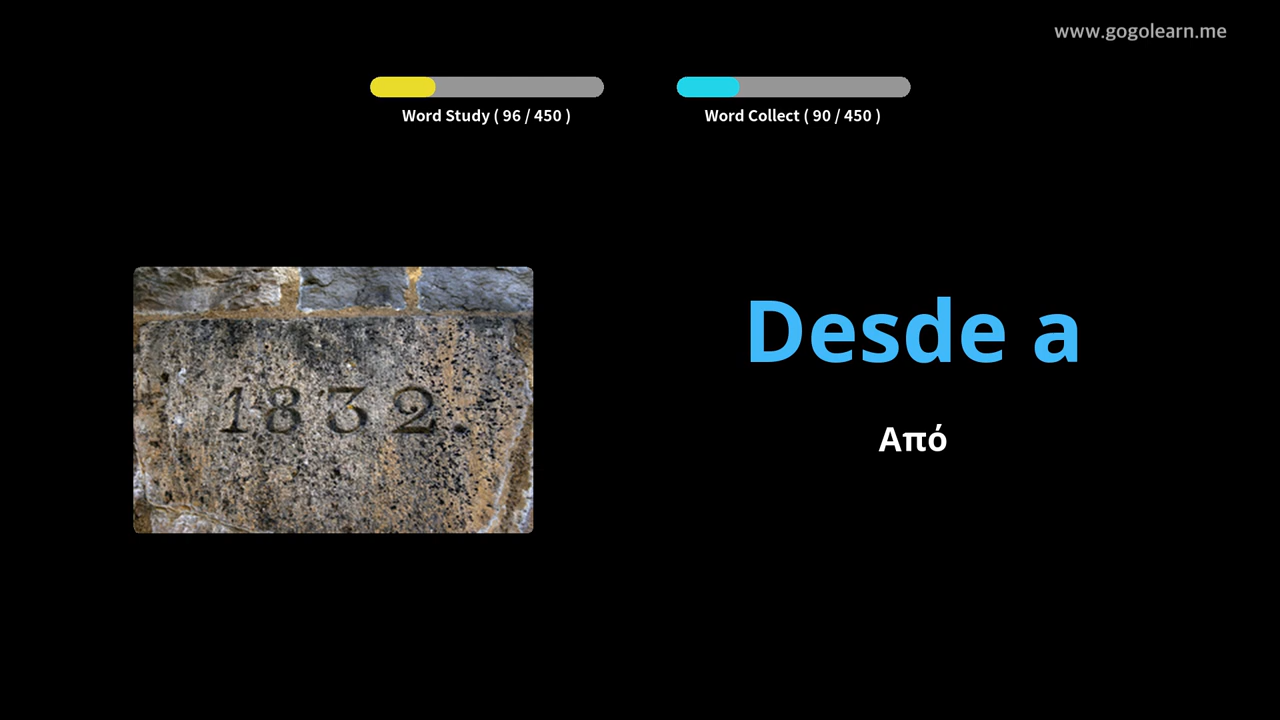 www.gogolearn.me
Word Study ( 96 / 450 )
Word Collect ( 90 / 450 )
1832.
Desde a
Από